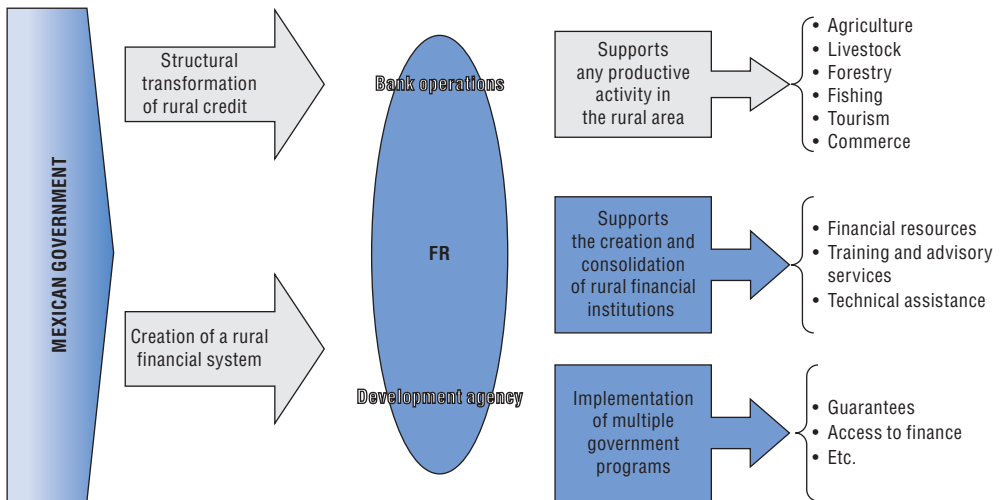 MEXICAN GOVERNMENT
Structural
transformation
of rural credit
Creation of a rural
financial system
Bank operations
FR
Development agency
Supports
any productive
activity in
the rural area
• Agriculture
• Livestock
• Forestry
• Fishing
• Tourism
• Commerce
Supports
the creation and
consolidation
of rural financial
institutions
• Financial resources
• Training and advisory
services
• Technical assistance
Implementation
of multiple
government
programs
• Guarantees
• Access to finance
• Etc.